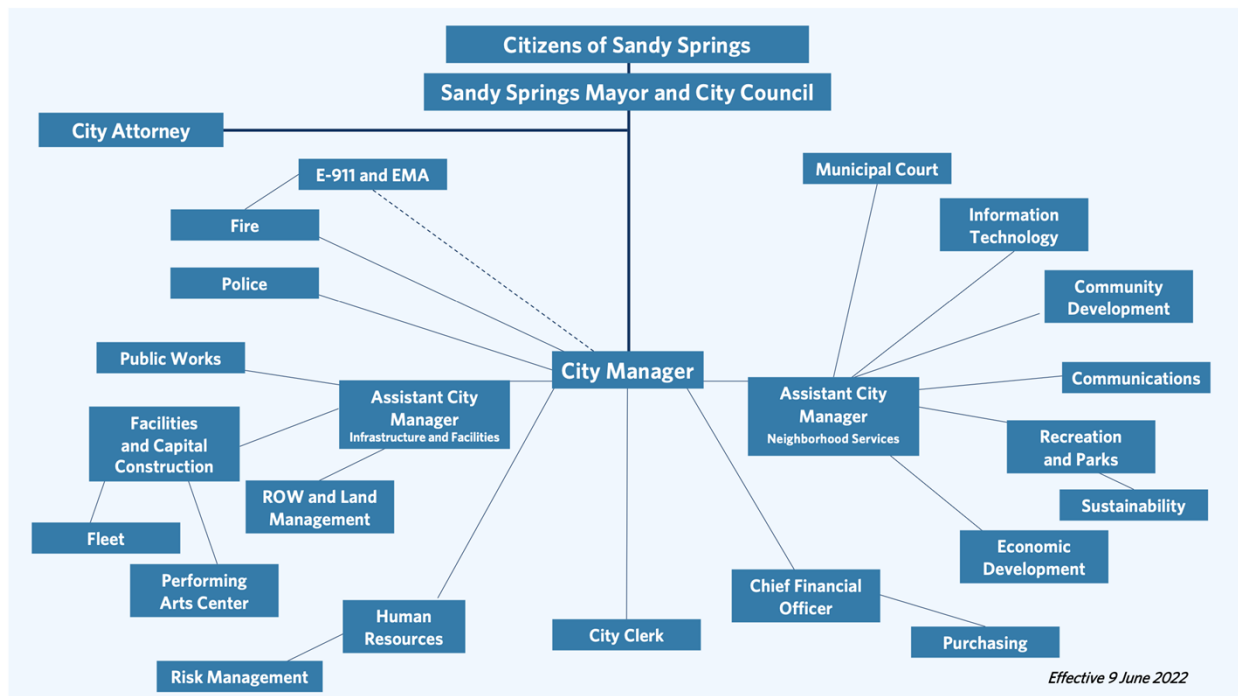 Citizens of Sandy Springs
Sandy Springs Mayor and City Council
City Attorney
E-911 and EMA
Municipal Court
Fire
Information
Technology
Police
Community
Development
Public Works
City Manager
Communications
Assistant City
Manager
Infrastructure and Facilities
Assistant City
Manager
Neighborhood Services
Facilities
and Capital
Construction
Recreation
and Parks
ROW and Land
Management
Sustainability
Fleet
Economic
Development
Performing
Arts Center
Chief Financial
Officer
Human
Resources
City Clerk
Purchasing
Risk Management
Effective 9 June 2022